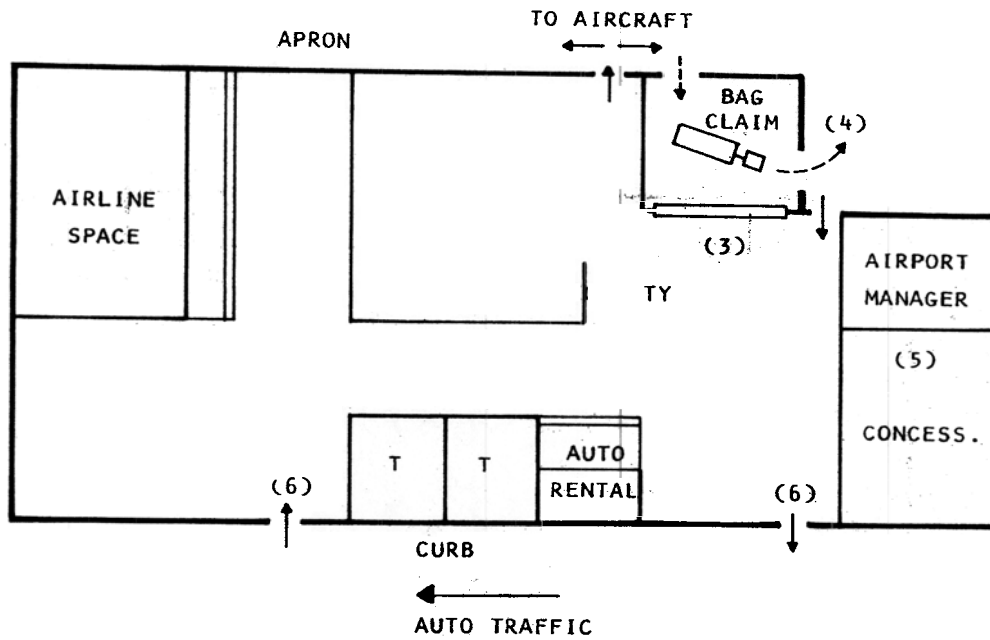 TO AIRCRAFT
APRON
BAG
CLAIM
(4)
AIRLINE
SPACE
(3)
AIRPORT
MANAGER
TY
(5)
CONCESS.
T
T
AUTO
RENTAL
(6)
(6)
CURB
AUTO TRAFFIC